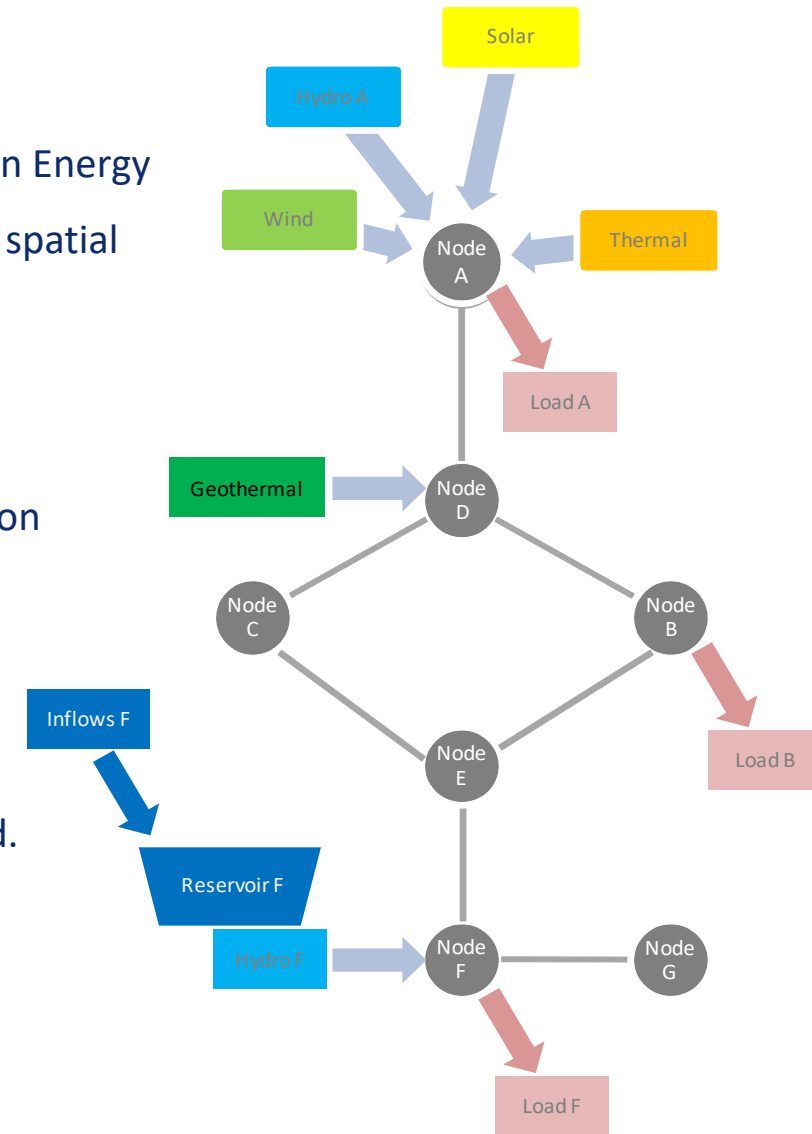 Solar
Hydro A
n Energy
Wind
spatial
Node
A
Thermal
Load A
Geothermal
Node
D
on
Node
C
Node
B
Inflows F
Node
E
Load B
d.
Reservoir F
Hydro F
Node
F
Node
G
Load F